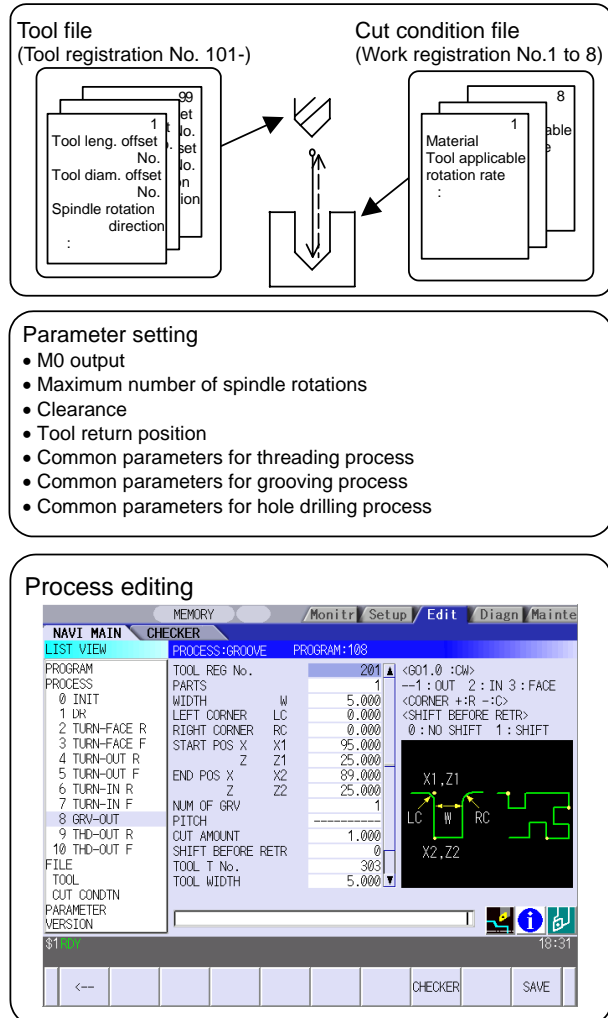 Tool file
(Tool registration No. 101-)
Cut condition file
(Work registration No.1 to 8)
99
et
No.
set
No.
on
ion
1
Tool leng. offset
No.
Tool diam. offset
No.
Spindle rotation
direction
:
8
able
1
Material
Tool applicable
rotation rate
:
Parameter setting
• M0 output
• Maximum number of spindle rotations
• Clearance
• Tool return position
• Common parameters for threading process
• Common parameters for grooving process
• Common parameters for hole drilling process
Process editing
MEMORY Monitr Setup Edit Diagn Mainte
NAVI MAIN CHECKER
LIST VIEW PROCESS:GROOVE PROGRAM:108
PROGRAM
PROCESS
0 INIT
1 DR
2 TURN-FACE R
3 TURN-FACE F
4 TURN-OUT R
5 TURN-OUT F
6 TURN-IN R
7 TURN-IN F
8 GRV-OUT
9 THD-OUT R
10 THD-OUT F
FILE
TOOL
CUT CONDTN
PARAMETER
VERSION
TOOL REG No. 201
PARTS 1
WIDTH W 5.000
LEFT CORNER LC 0.000
RIGHT CORNER RC 0.000
START POS X X1 95.000
Z Z1 25.000
END POS X X2 89.000
Z Z2 25.000
NUM OF GRV 1
PITCH ----------
CUT AMOUNT 1.000
SHIFT BEFORE RETR 0
TOOL T No. 303
TOOL WIDTH 5.000
<G01.0 :CW>
--1:OUT 2:IN 3:FACE
<CORNER +:R -:C>
<SHIFT BEFORE RETR>
0:NO SHIFT 1:SHIFT
X1,Z1
LC W RC
X2,Z2
$1 RDY 18:31
<-- CHECKER SAVE